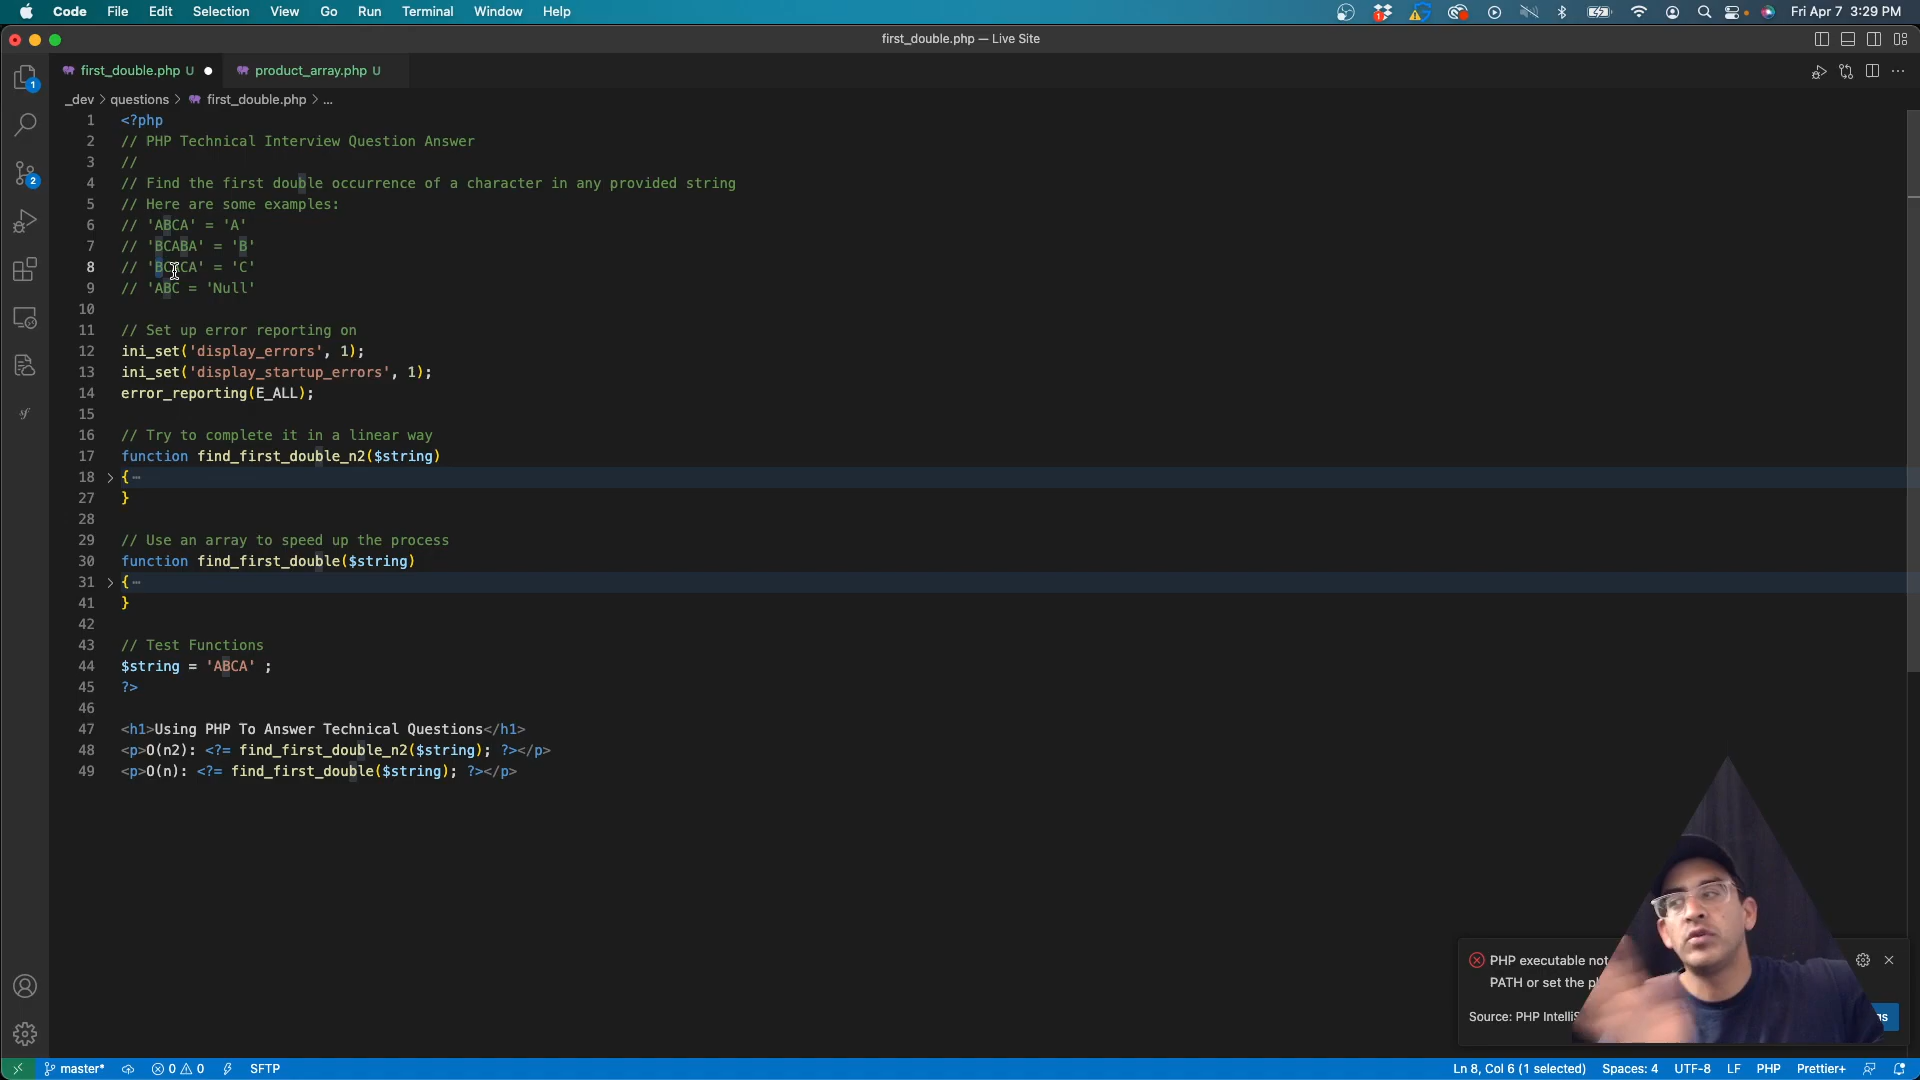 Code File Edit Selection View Go Run Terminal Window Help Fri Apr 7 3:29 PM
first_double.php — Live Site
first_double.php U product_array.php U
_dev > questions > first_double.php > ...
1 <?php
2 // PHP Technical Interview Question Answer
3 //
4 // Find the first double occurrence of a character in any provided string
5 // Here are some examples:
6 // 'ABCA' = 'A'
7 // 'BCABA' = 'B'
8 // 'BC CA' = 'C'
9 // 'ABC = 'Null'
10
11 // Set up error reporting on
12 ini_set('display_errors', 1);
13 ini_set('display_startup_errors', 1);
14 error_reporting(E_ALL);
15
16 // Try to complete it in a linear way
17 function find_first_double_n2($string)
18 { ⋯
27 }
28
29 // Use an array to speed up the process
30 function find_first_double($string)
31 { ⋯
41 }
42
43 // Test Functions
44 $string = 'ABCA' ;
45 ?>
46
47 <h1>Using PHP To Answer Technical Questions</h1>
48 <p>O(n2): <?= find_first_double_n2($string); ?></p>
49 <p>O(n): <?= find_first_double($string); ?></p>
PHP executable not
PATH or set the
Source: PHP
master* 0 0 SFTP Ln 8, Col 6 (1 selected) Spaces: 4 UTF-8 LF PHP Prettier+